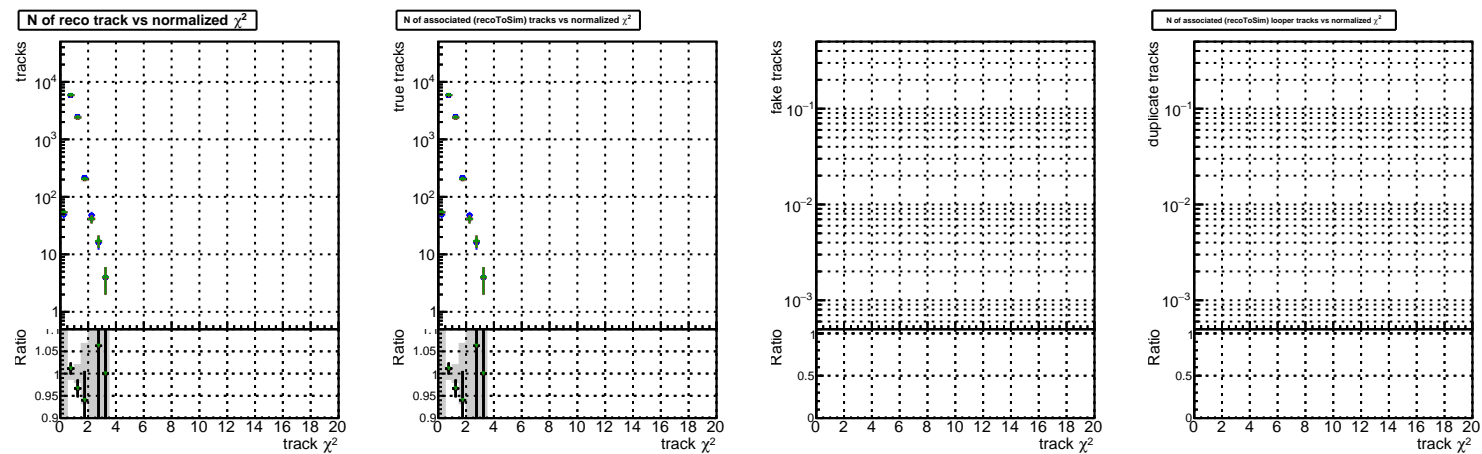 N of reco track vs normalized χ²
tracks
10⁴
10³
10²
10
1
Ratio
1.1
1.05
1
0.95
0.9
0 2 4 6 8 10 12 14 16 18 20
track χ²
N of associated (recoToSim) tracks vs normalized χ²
true tracks
10⁴
10³
10²
10
1
Ratio
1.1
1.05
1
0.95
0.9
0 2 4 6 8 10 12 14 16 18 20
track χ²
fake tracks
10⁻¹
10⁻²
10⁻³
Ratio
1
0.5
0
0 2 4 6 8 10 12 14 16 18 20
track χ²
N of associated (recoToSim) looper tracks vs normalized χ²
duplicate tracks
10⁻¹
10⁻²
10⁻³
Ratio
1
0.5
0
0 2 4 6 8 10 12 14 16 18 20
track χ²